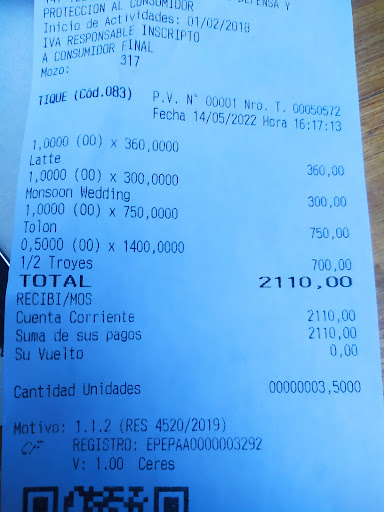 DEFENSA Y
PROTECCION AL CONSUMIDOR
Inicio de Actividades: 01/02/2018
IVA RESPONSABLE INSCRIPTO
A CONSUMIDOR FINAL
Mozo: 317
TIQUE (Cód.083) P.V. N° 00001 Nro. T. 00050572
Fecha 14/05/2022 Hora 16:17:13
1,0000 (00) x 360,0000
Latte 360,00
1,0000 (00) x 300,0000
Monsoon Wedding 300,00
1,0000 (00) x 750,0000
Tolon 750,00
0,5000 (00) x 1400,0000
1/2 Troyes 700,00
TOTAL 2110,00
RECIBI/MOS
Cuenta Corriente 2110,00
Suma de sus pagos 2110,00
Su Vuelto 0,00
Cantidad Unidades 00000003,5000
Motivo: 1.1.2 (RES 4520/2019)
CF REGISTRO: EPEPAA0000003292
V: 1.00 Ceres